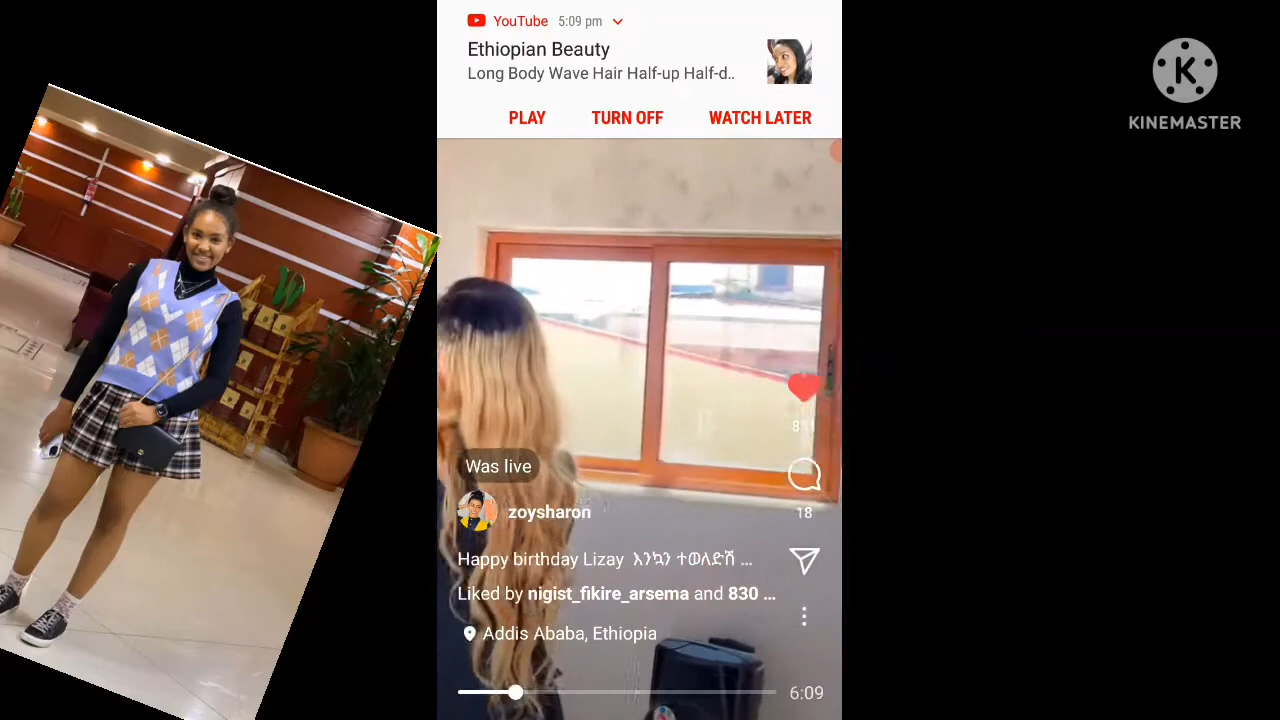 YouTube 5:09 pm
Ethiopian Beauty
Long Body Wave Hair Half-up Half-d..
PLAY TURN OFF WATCH LATER
KINEMASTER
Was live
zoysharon
18
Happy birthday Lizay እንኳን ተወለድሽ ...
Liked by nigist_fikire_arsema and 830 ...
Addis Ababa, Ethiopia
6:09